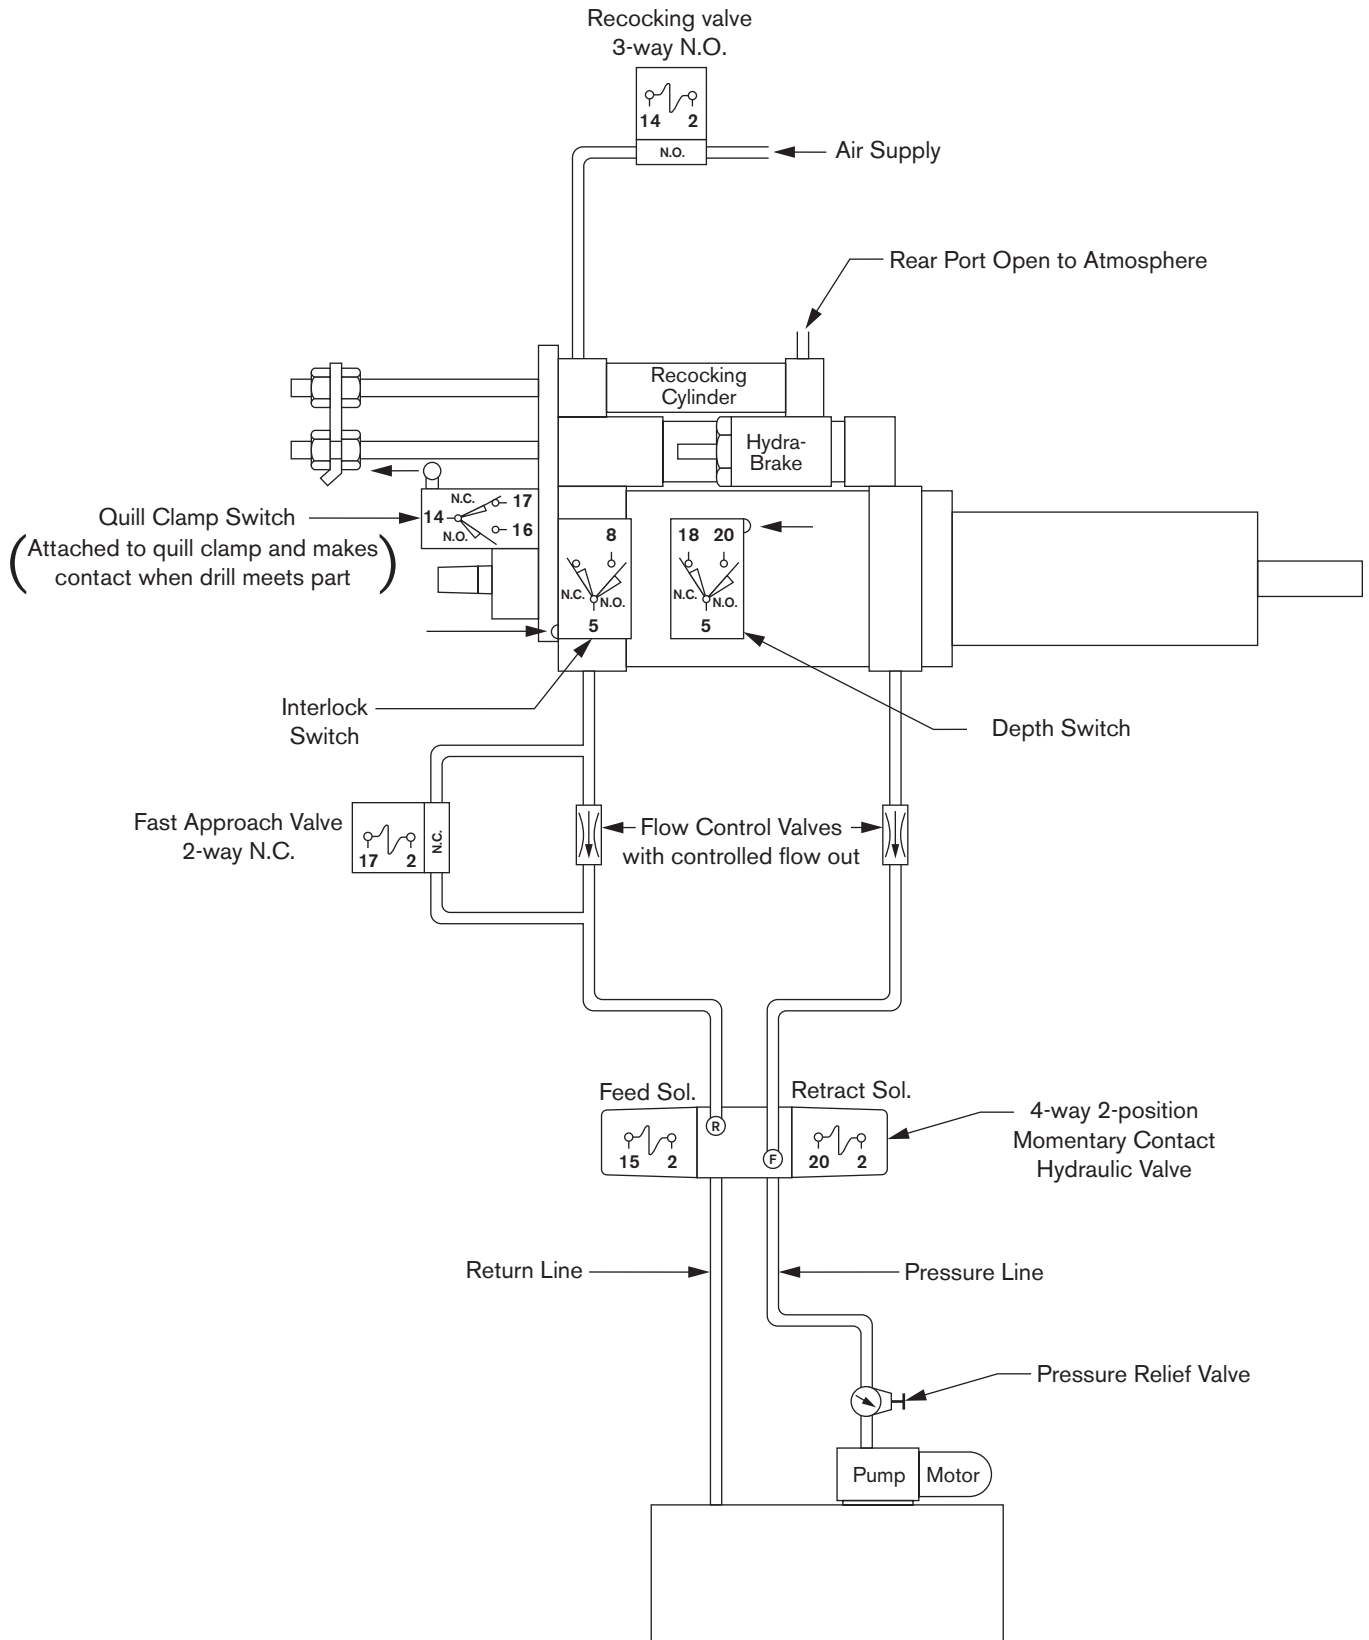 Recocking valve
3-way N.O.
14 2
N.O.
Air Supply
Rear Port Open to Atmosphere
Recocking
Cylinder
Hydra-
Brake
Quill Clamp Switch
(Attached to quill clamp and makes
contact when drill meets part)
N.C. 17
14
N.O. 16
8
N.C. N.O.
5
18 20
N.C. N.O.
5
Interlock
Switch
Depth Switch
Fast Approach Valve
2-way N.C.
17 2
N.C.
Flow Control Valves
with controlled flow out
Feed Sol.
Retract Sol.
R
F
15 2
20 2
4-way 2-position
Momentary Contact
Hydraulic Valve
Return Line
Pressure Line
Pressure Relief Valve
Pump
Motor